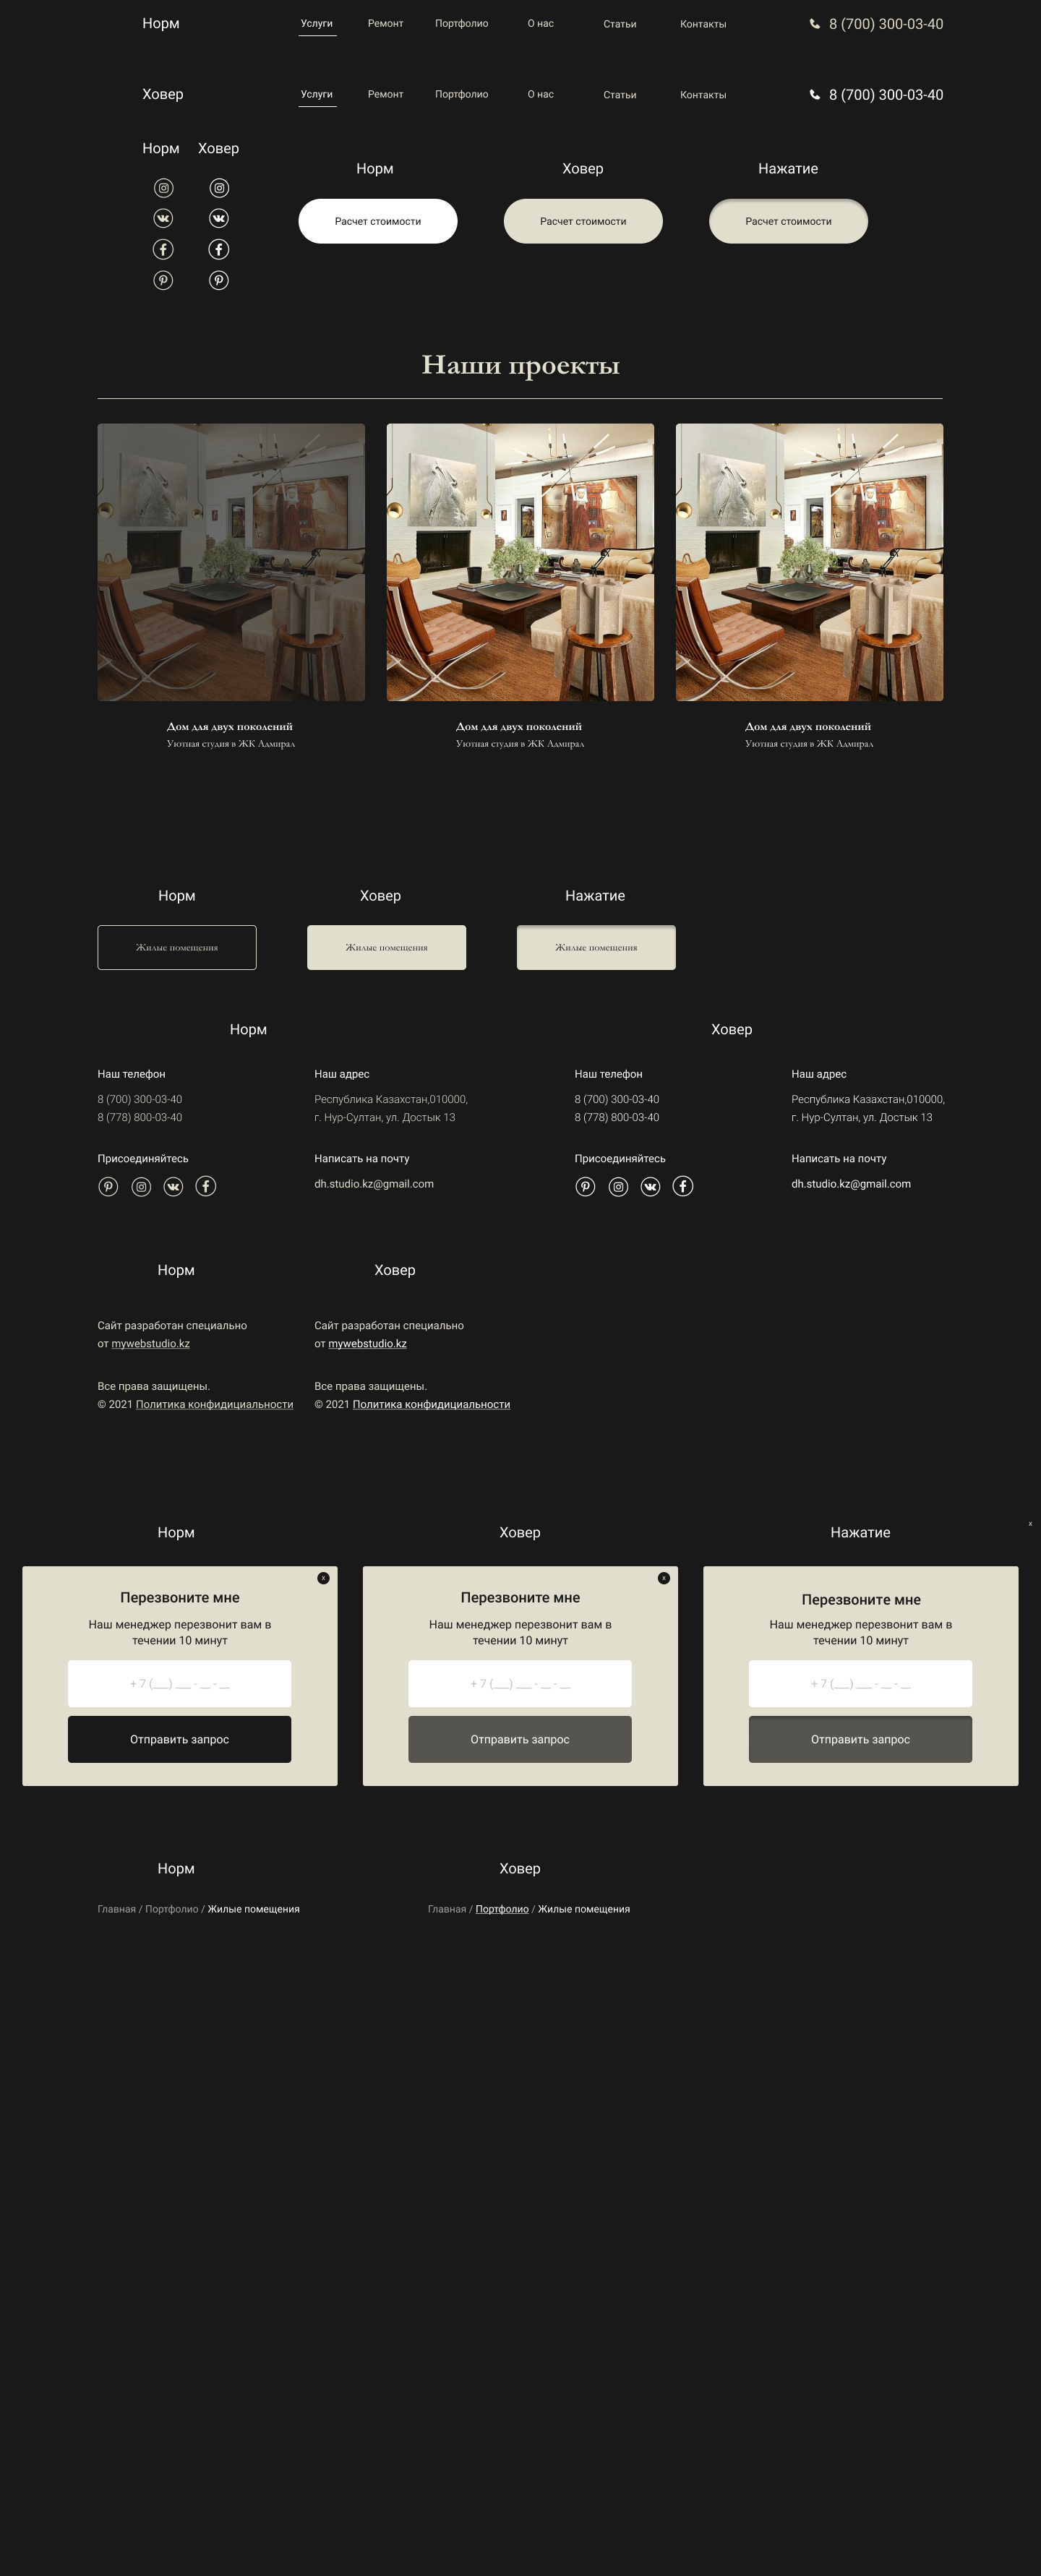 Норм
Услуги
Ремонт
Портфолио
О нас
Статьи
Контакты
8 (700) 300-03-40
Ховер
Услуги
Ремонт
Портфолио
О нас
Статьи
Контакты
8 (700) 300-03-40
Норм
Ховер
Норм
Ховер
Нажатие
Расчет стоимости
Расчет стоимости
Расчет стоимости
Наши проекты
Дом для двух поколений
Уютная студия в ЖК Адмирал
Дом для двух поколений
Уютная студия в ЖК Адмирал
Дом для двух поколений
Уютная студия в ЖК Адмирал
Норм
Ховер
Нажатие
Жилые помещения
Жилые помещения
Жилые помещения
Норм
Ховер
Наш телефон
8 (700) 300-03-40
8 (778) 800-03-40
Наш адрес
Республика Казахстан,010000,
г. Нур-Султан, ул. Достык 13
Присоединяйтесь
Написать на почту
dh.studio.kz@gmail.com
Наш телефон
8 (700) 300-03-40
8 (778) 800-03-40
Наш адрес
Республика Казахстан,010000,
г. Нур-Султан, ул. Достык 13
Присоединяйтесь
Написать на почту
dh.studio.kz@gmail.com
Норм
Ховер
Сайт разработан специально
от mywebstudio.kz
Все права защищены.
© 2021 Политика конфидициальности
Сайт разработан специально
от mywebstudio.kz
Все права защищены.
© 2021 Политика конфидициальности
Норм
Ховер
Нажатие
x
x
Перезвоните мне
Наш менеджер перезвонит вам в
течении 10 минут
+ 7 (___) ___ - __ - __
Отправить запрос
x
Перезвоните мне
Наш менеджер перезвонит вам в
течении 10 минут
+ 7 (___) ___ - __ - __
Отправить запрос
Перезвоните мне
Наш менеджер перезвонит вам в
течении 10 минут
+ 7 (___) ___ - __ - __
Отправить запрос
Норм
Ховер
Главная / Портфолио / Жилые помещения
Главная / Портфолио / Жилые помещения